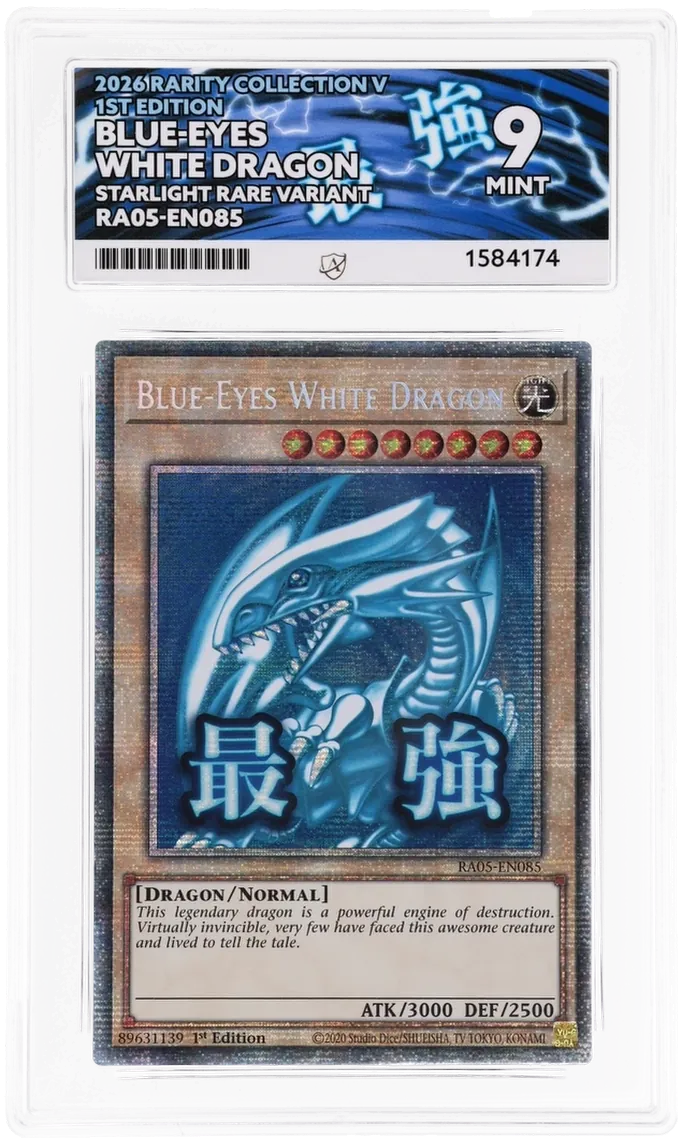 2026 RARITY COLLECTION V
1ST EDITION
BLUE-EYES
WHITE DRAGON
STARLIGHT RARE VARIANT
RA05-EN085
最強
9
MINT
1584174
BLUE-EYES WHITE DRAGON
LIGHT
光
最 強
RA05-EN085
[DRAGON/NORMAL]
This legendary dragon is a powerful engine of destruction.
Virtually invincible, very few have faced this awesome creature
and lived to tell the tale.
ATK/3000 DEF/2500
89631139 1st Edition
©2020 Studio Dice/SHUEISHA, TV TOKYO, KONAMI